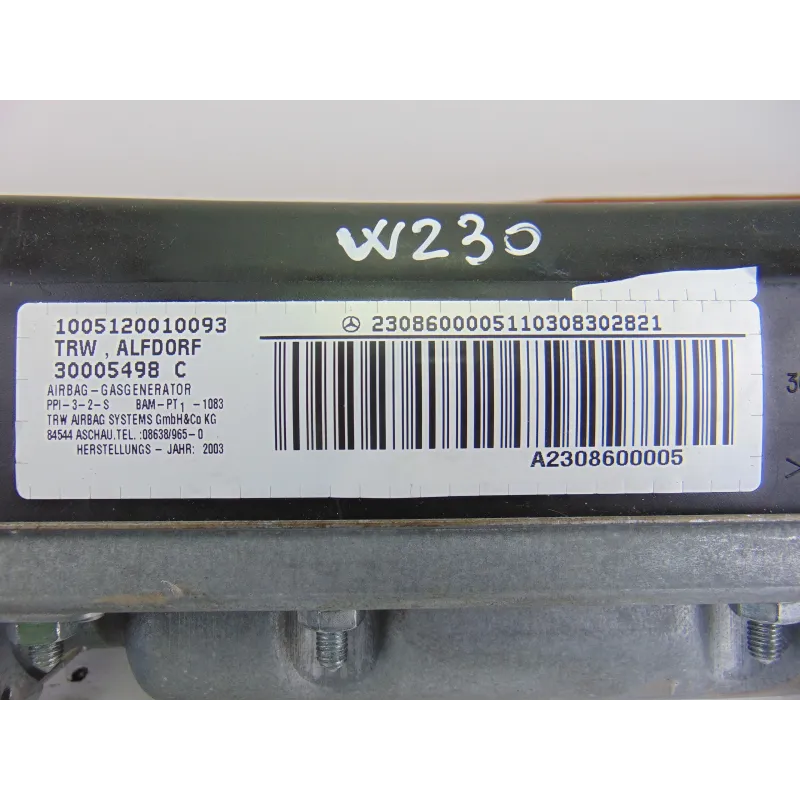 W230
1005120010093
TRW , ALFDORF
30005498 C
AIRBAG-GASGENERATOR
PPI-3-2-S BAM-PT1 -1083
TRW AIRBAG SYSTEMS GmbH&Co KG
84544 ASCHAU.TEL.:08638/965-0
HERSTELLUNGS - JAHR: 2003
2308600005110308302821
A2308600005